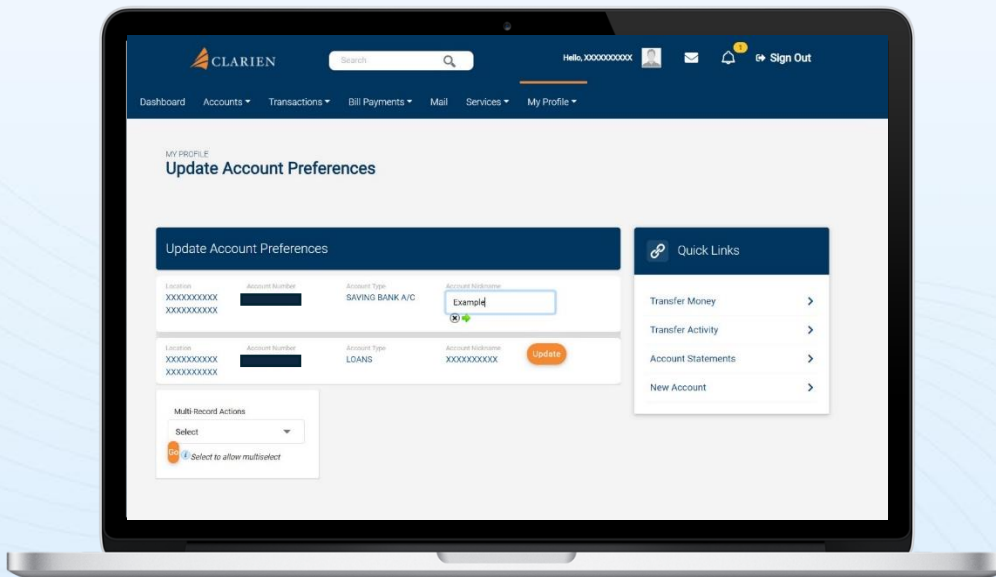 CLARIEN
Search
Hello, XXXXXXXXXX
1
Sign Out
Dashboard Accounts Transactions Bill Payments Mail Services My Profile
MY PROFILE
Update Account Preferences
Update Account Preferences
Location Account Number Account Type Account Nickname
XXXXXXXXXX SAVING BANK A/C Example
XXXXXXXXXX
Location Account Number Account Type Account Nickname
XXXXXXXXXX LOANS XXXXXXXXXX Update
XXXXXXXXXX
Multi-Record Actions
Select
Go i Select to allow multiselect
Quick Links
Transfer Money
Transfer Activity
Account Statements
New Account